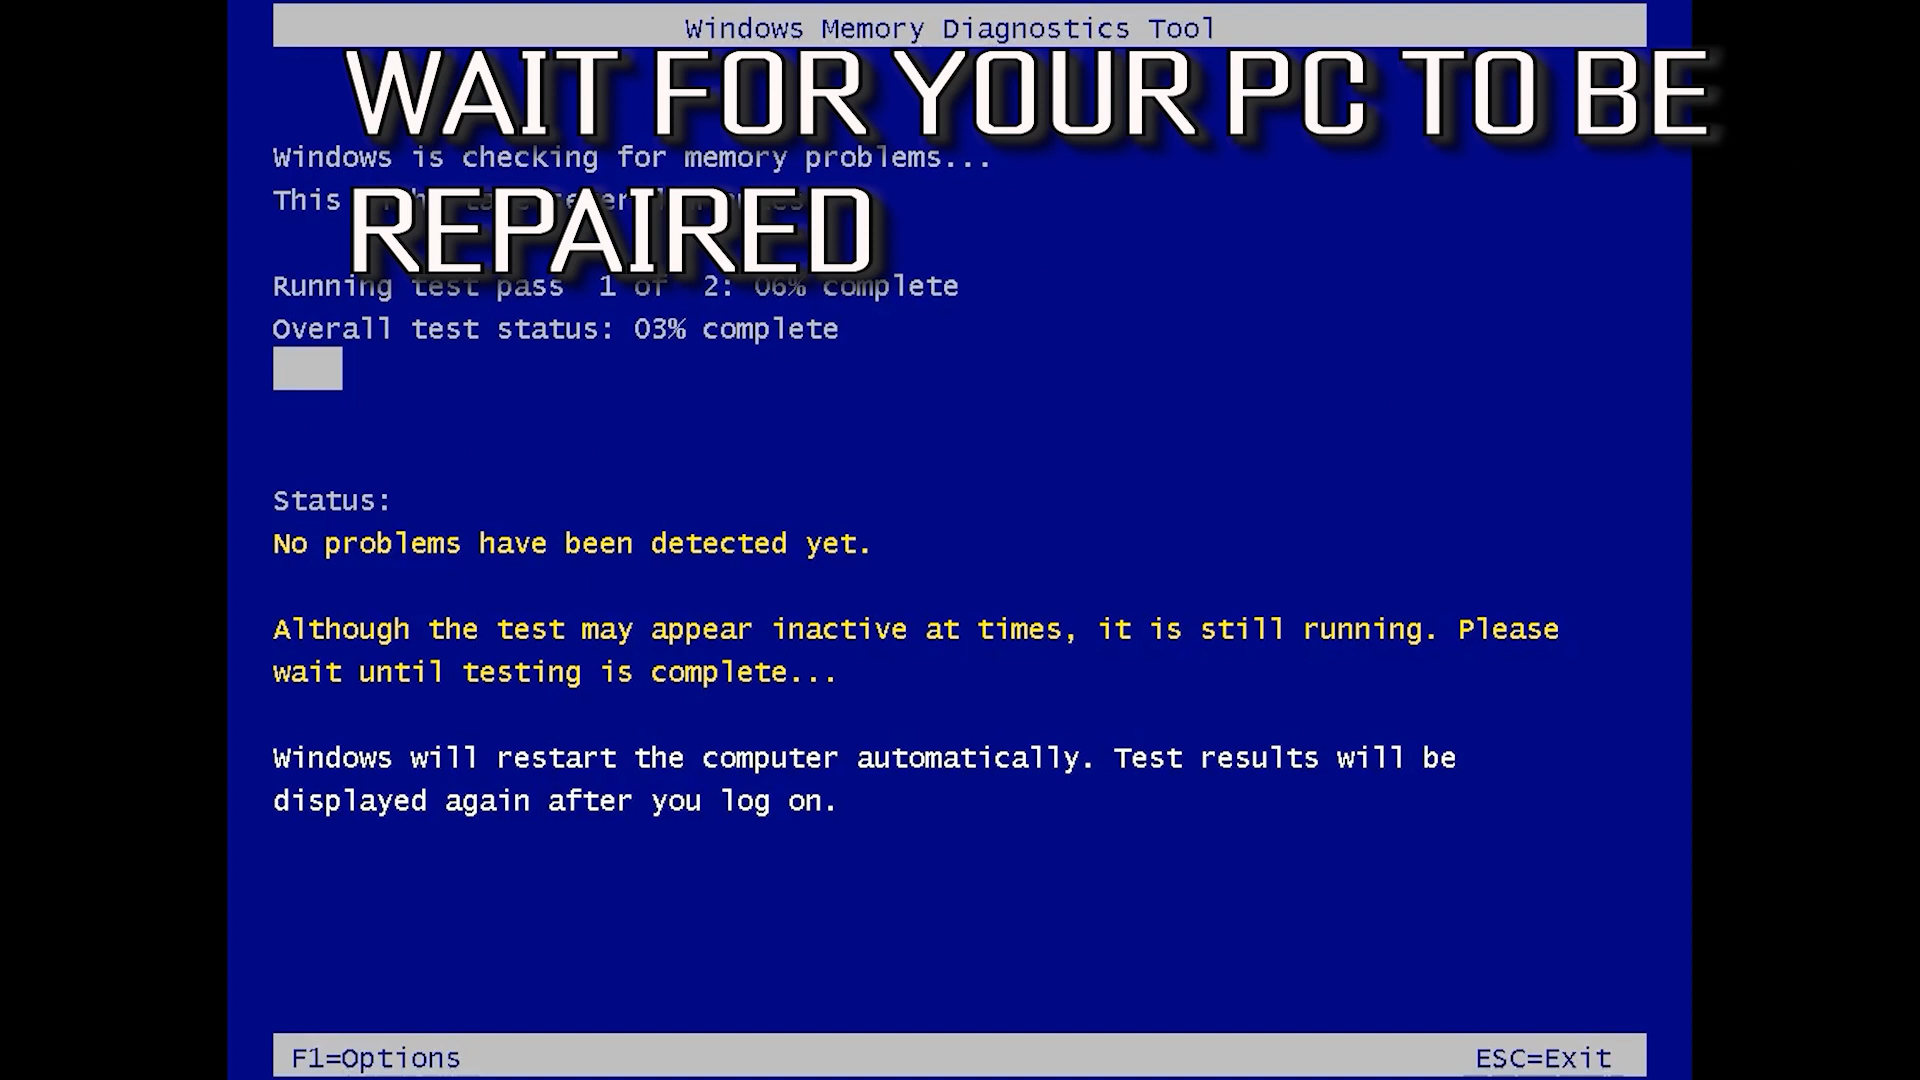 Windows Memory Diagnostics Tool
WAIT FOR YOUR PC TO BE
REPAIRED
Windows is checking for memory problems...
This
Running test pass 1 of 2: 06% complete
Overall test status: 03% complete
Status:
No problems have been detected yet.
Although the test may appear inactive at times, it is still running. Please
wait until testing is complete...
Windows will restart the computer automatically. Test results will be
displayed again after you log on.
F1=Options
ESC=Exit